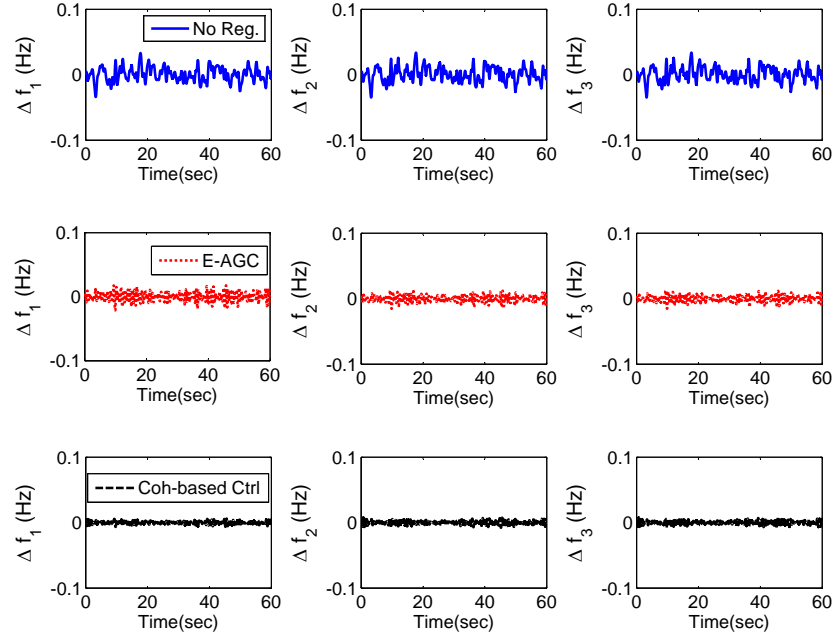 0.1
0
-0.1
Δ f1 (Hz)
No Reg.
0 20 40 60
Time(sec)
0.1
0
-0.1
Δ f2 (Hz)
0 20 40 60
Time(sec)
0.1
0
-0.1
Δ f3 (Hz)
0 20 40 60
Time(sec)
0.1
0
-0.1
Δ f1 (Hz)
E-AGC
0 20 40 60
Time(sec)
0.1
0
-0.1
Δ f2 (Hz)
0 20 40 60
Time(sec)
0.1
0
-0.1
Δ f3 (Hz)
0 20 40 60
Time(sec)
0.1
0
-0.1
Δ f1 (Hz)
Coh-based Ctrl
0 20 40 60
Time(sec)
0.1
0
-0.1
Δ f2 (Hz)
0 20 40 60
Time(sec)
0.1
0
-0.1
Δ f3 (Hz)
0 20 40 60
Time(sec)